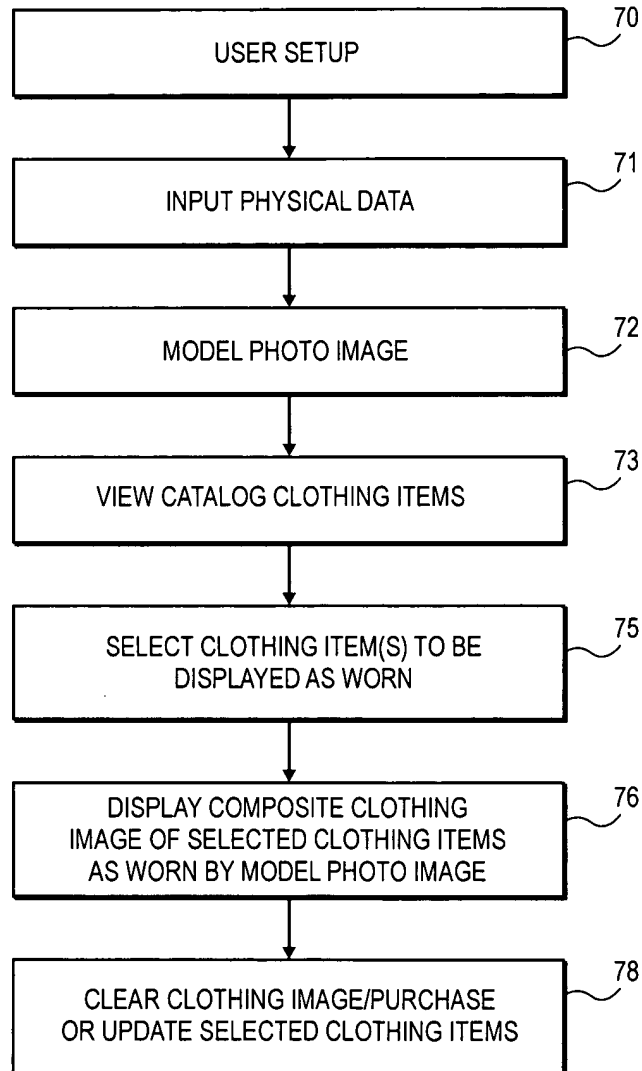 70
USER SETUP
71
INPUT PHYSICAL DATA
72
MODEL PHOTO IMAGE
73
VIEW CATALOG CLOTHING ITEMS
75
SELECT CLOTHING ITEM(S) TO BE
DISPLAYED AS WORN
76
DISPLAY COMPOSITE CLOTHING
IMAGE OF SELECTED CLOTHING ITEMS
AS WORN BY MODEL PHOTO IMAGE
78
CLEAR CLOTHING IMAGE/PURCHASE
OR UPDATE SELECTED CLOTHING ITEMS